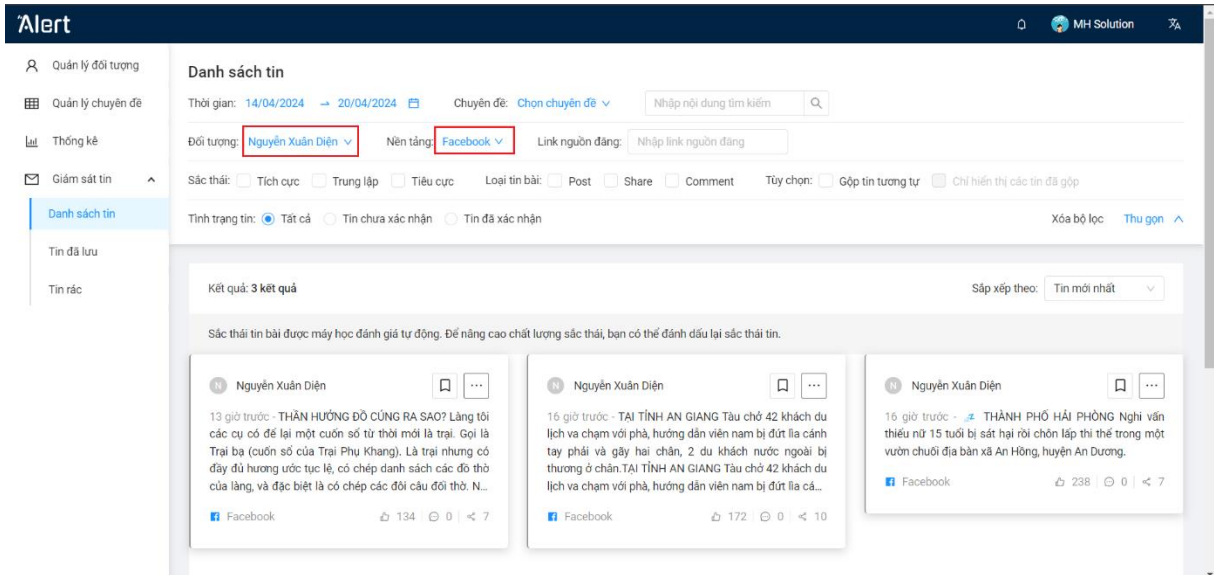 Alert
MH Solution
Quản lý đối tượng
Quản lý chuyên đề
Thống kê
Giám sát tin
Danh sách tin
Tin đã lưu
Tin rác
Danh sách tin
Thời gian: 14/04/2024 → 20/04/2024 Chuyên đề: Chọn chuyên đề Nhập nội dung tìm kiếm
Đối tượng: Nguyễn Xuân Diện Nền tảng: Facebook Link nguồn đăng: Nhập link nguồn đăng
Sắc thái: Tích cực Trung lập Tiêu cực Loại tin bài: Post Share Comment Tùy chọn: Gộp tin tương tự Chỉ hiển thị các tin đã gộp
Tình trạng tin: Tất cả Tin chưa xác nhận Tin đã xác nhận Xóa bộ lọc Thu gọn
Kết quả: 3 kết quả Sắp xếp theo: Tin mới nhất
Sắc thái tin bài được máy học đánh giá tự động. Để nâng cao chất lượng sắc thái, bạn có thể đánh dấu lại sắc thái tin.
N Nguyễn Xuân Diện
13 giờ trước - THẦN HƯỞNG ĐỒ CÚNG RA SAO? Làng tôi
các cụ có để lại một cuốn sổ từ thời mới là trại. Gọi là
Trại bạ (cuốn sổ của Trại Phụ Khang). Là trại nhưng có
đầy đủ hương ước tục lệ, có chép danh sách các đồ thờ
của làng, và đặc biệt là có chép các đôi câu đối thờ. N...
Facebook 134 0 7
N Nguyễn Xuân Diện
16 giờ trước - TẠI TỈNH AN GIANG Tàu chở 42 khách du
lịch va chạm với phà, hướng dẫn viên nam bị đứt lìa cánh
tay phải và gãy hai chân, 2 du khách nước ngoài bị
thương ở chân.TẠI TỈNH AN GIANG Tàu chở 42 khách du
lịch va chạm với phà, hướng dẫn viên nam bị đứt lìa cá...
Facebook 172 0 10
N Nguyễn Xuân Diện
16 giờ trước - THÀNH PHỐ HẢI PHÒNG Nghi vấn
thiếu nữ 15 tuổi bị sát hại rồi chôn lấp thi thể trong một
vườn chuối địa bàn xã An Hồng, huyện An Dương.
Facebook 238 0 7